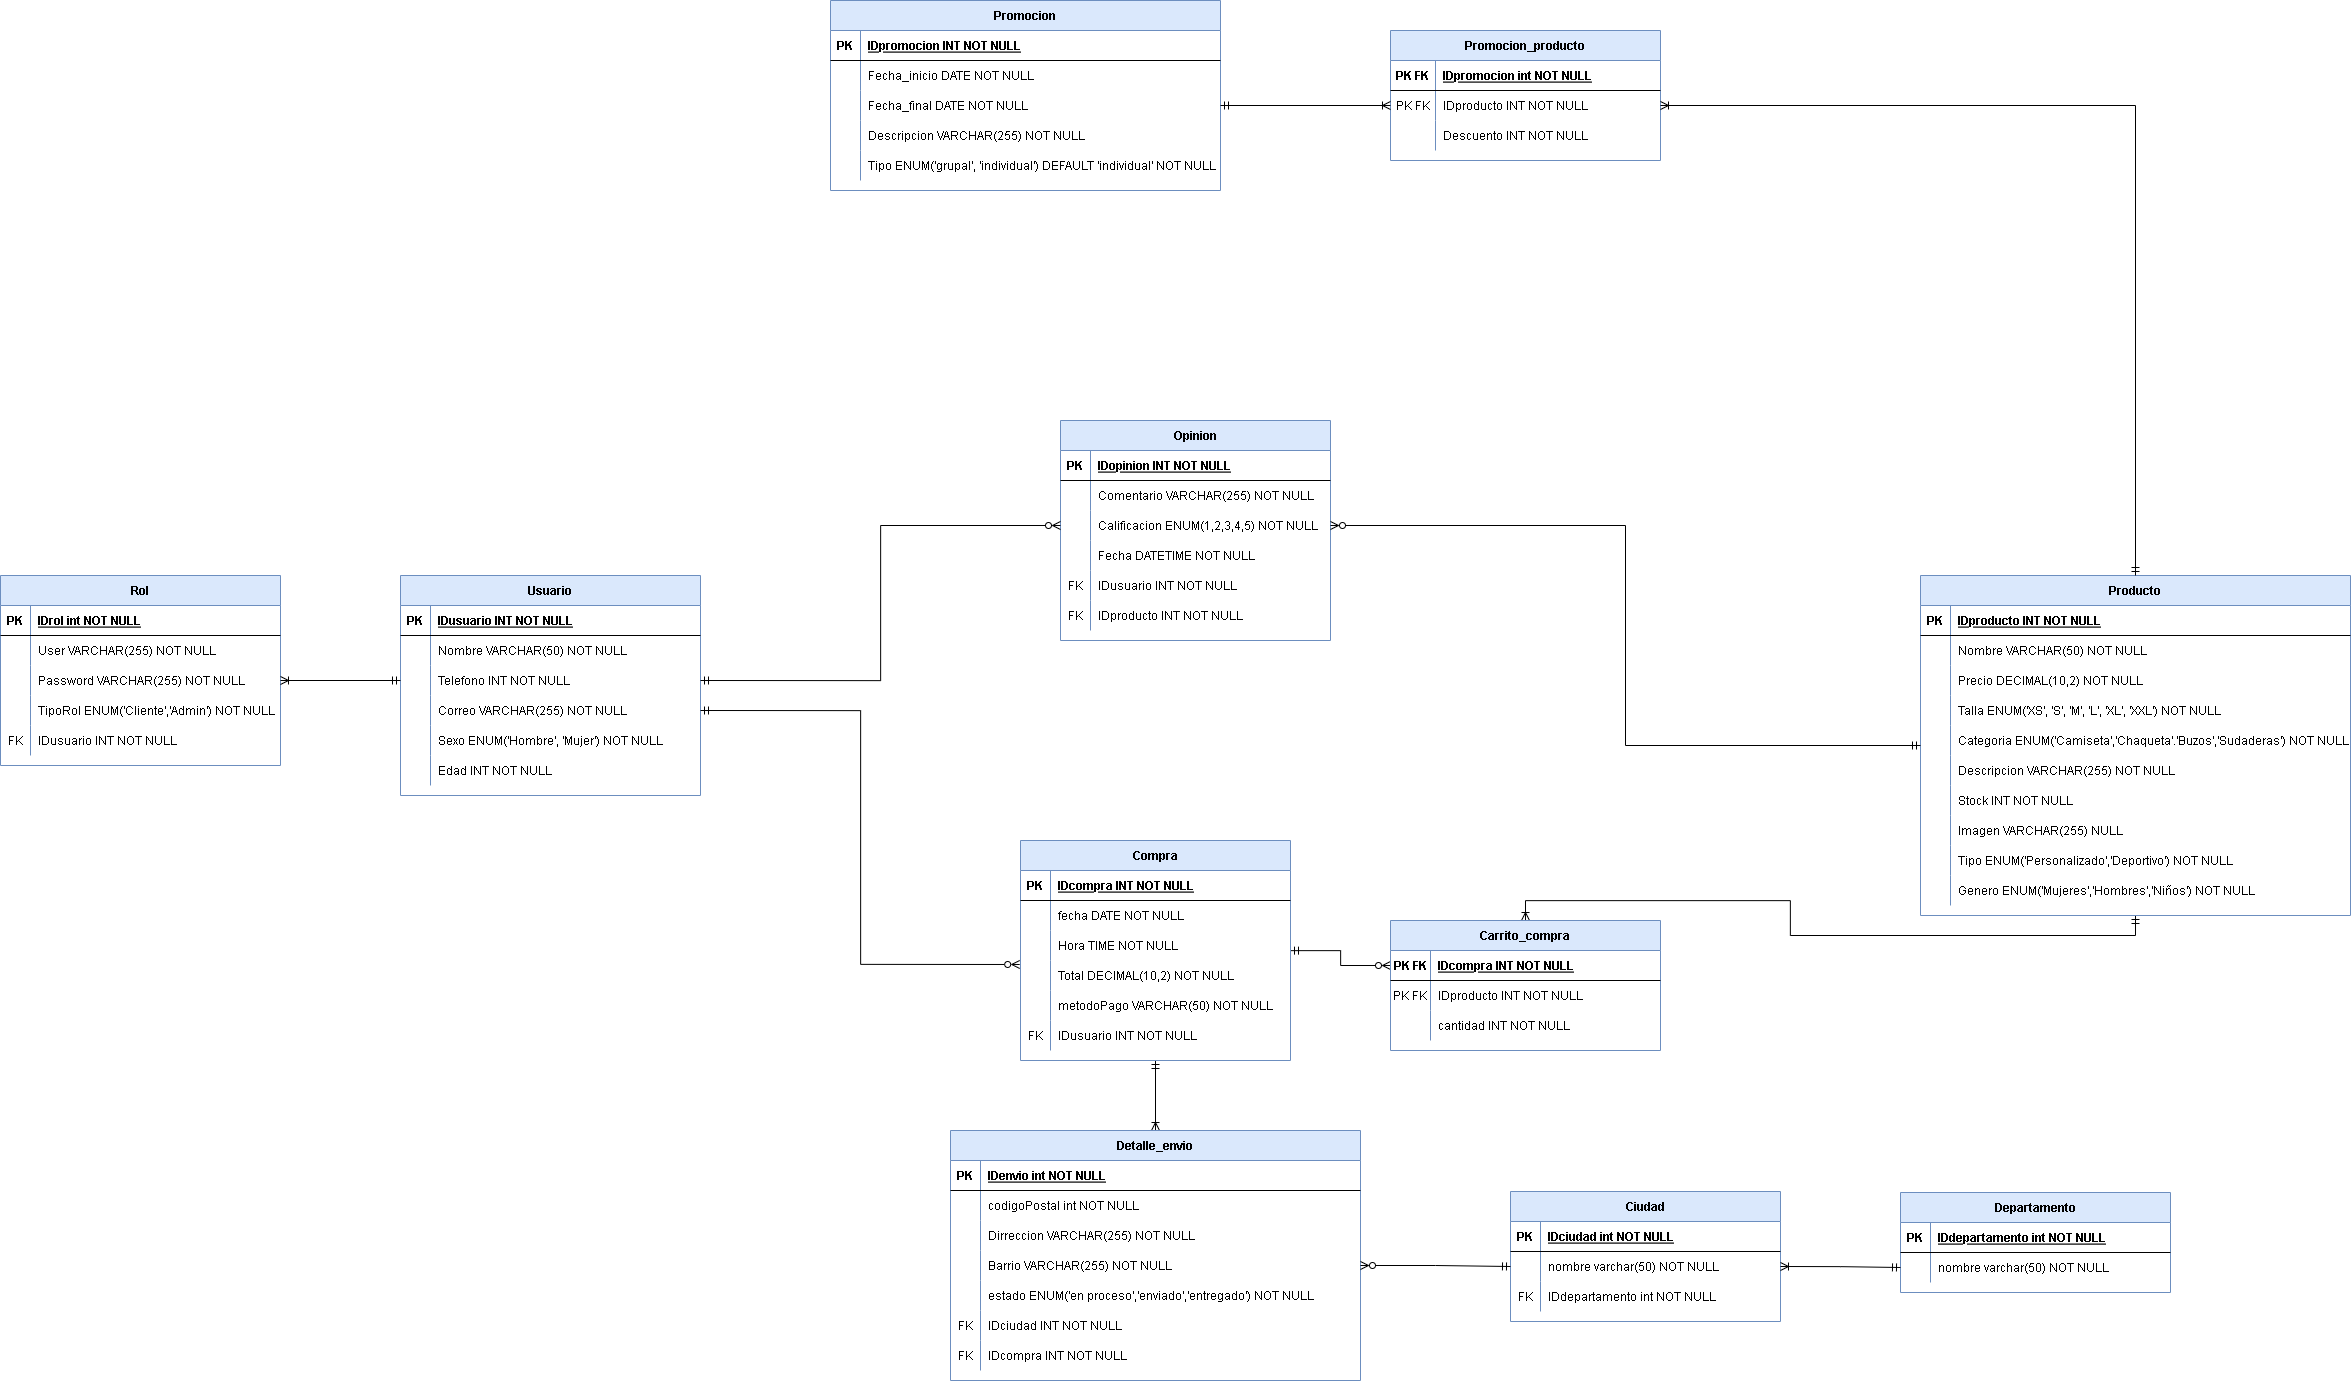 Promocion
PK IDpromocion INT NOT NULL
Fecha_inicio DATE NOT NULL
Fecha_final DATE NOT NULL
Descripcion VARCHAR(255) NOT NULL
Tipo ENUM('grupal', 'individual') DEFAULT 'individual' NOT NULL
Promocion_producto
PK FK IDpromocion int NOT NULL
PK FK IDproducto INT NOT NULL
Descuento INT NOT NULL
Opinion
PK IDopinion INT NOT NULL
Comentario VARCHAR(255) NOT NULL
Calificacion ENUM(1,2,3,4,5) NOT NULL
Fecha DATETIME NOT NULL
FK IDusuario INT NOT NULL
FK IDproducto INT NOT NULL
Rol
PK IDrol int NOT NULL
User VARCHAR(255) NOT NULL
Password VARCHAR(255) NOT NULL
TipoRol ENUM('Cliente','Admin') NOT NULL
FK IDusuario INT NOT NULL
Usuario
PK IDusuario INT NOT NULL
Nombre VARCHAR(50) NOT NULL
Telefono INT NOT NULL
Correo VARCHAR(255) NOT NULL
Sexo ENUM('Hombre', 'Mujer') NOT NULL
Edad INT NOT NULL
Producto
PK IDproducto INT NOT NULL
Nombre VARCHAR(50) NOT NULL
Precio DECIMAL(10,2) NOT NULL
Talla ENUM('XS', 'S', 'M', 'L', 'XL', 'XXL') NOT NULL
Categoria ENUM('Camiseta','Chaqueta'.'Buzos','Sudaderas') NOT NULL
Descripcion VARCHAR(255) NOT NULL
Stock INT NOT NULL
Imagen VARCHAR(255) NULL
Tipo ENUM('Personalizado','Deportivo') NOT NULL
Genero ENUM('Mujeres','Hombres','Niños') NOT NULL
Compra
PK IDcompra INT NOT NULL
fecha DATE NOT NULL
Hora TIME NOT NULL
Total DECIMAL(10,2) NOT NULL
metodoPago VARCHAR(50) NOT NULL
FK IDusuario INT NOT NULL
Carrito_compra
PK FK IDcompra INT NOT NULL
PK FK IDproducto INT NOT NULL
cantidad INT NOT NULL
Detalle_envio
PK IDenvio int NOT NULL
codigoPostal int NOT NULL
Dirreccion VARCHAR(255) NOT NULL
Barrio VARCHAR(255) NOT NULL
estado ENUM('en proceso','enviado','entregado') NOT NULL
FK IDciudad INT NOT NULL
FK IDcompra INT NOT NULL
Ciudad
PK IDciudad int NOT NULL
nombre varchar(50) NOT NULL
FK IDdepartamento int NOT NULL
Departamento
PK IDdepartamento int NOT NULL
nombre varchar(50) NOT NULL